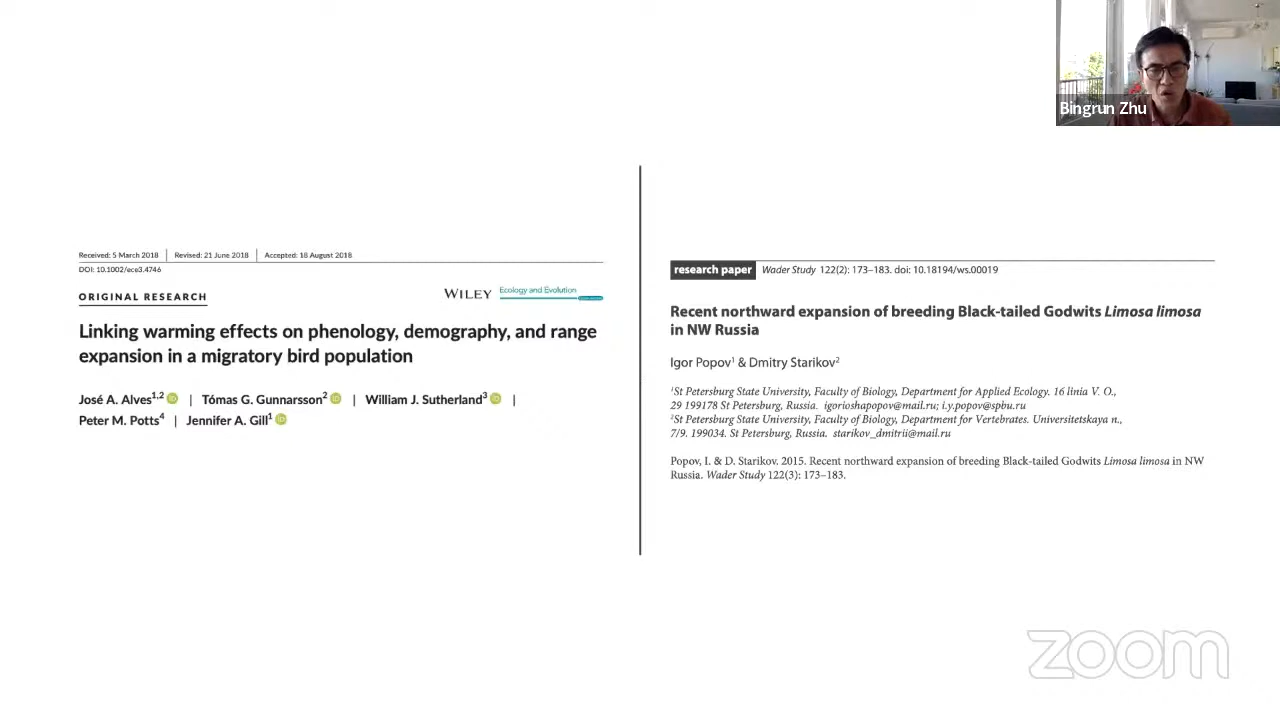 Bingrun Zhu
Received: 5 March 2018 | Revised: 21 June 2018 | Accepted: 18 August 2018
DOI: 10.1002/ece3.4746
ORIGINAL RESEARCH
WILEY Ecology and Evolution
Linking warming effects on phenology, demography, and range
expansion in a migratory bird population
José A. Alves1,2 | Tómas G. Gunnarsson2 | William J. Sutherland3 |
Peter M. Potts4 | Jennifer A. Gill1
research paper Wader Study 122(2): 173–183. doi: 10.18194/ws.00019
Recent northward expansion of breeding Black-tailed Godwits Limosa limosa
in NW Russia
Igor Popov1 & Dmitry Starikov2
1St Petersburg State University, Faculty of Biology, Department for Applied Ecology. 16 linia V. O.,
29 199178 St Petersburg, Russia. igorioshapopov@mail.ru; i.y.popov@spbu.ru
2St Petersburg State University, Faculty of Biology, Department for Vertebrates. Universitetskaya n.,
7/9. 199034. St Petersburg, Russia. starikov_dmitrii@mail.ru
Popov, I. & D. Starikov. 2015. Recent northward expansion of breeding Black-tailed Godwits Limosa limosa in NW
Russia. Wader Study 122(3): 173–183.
zoom